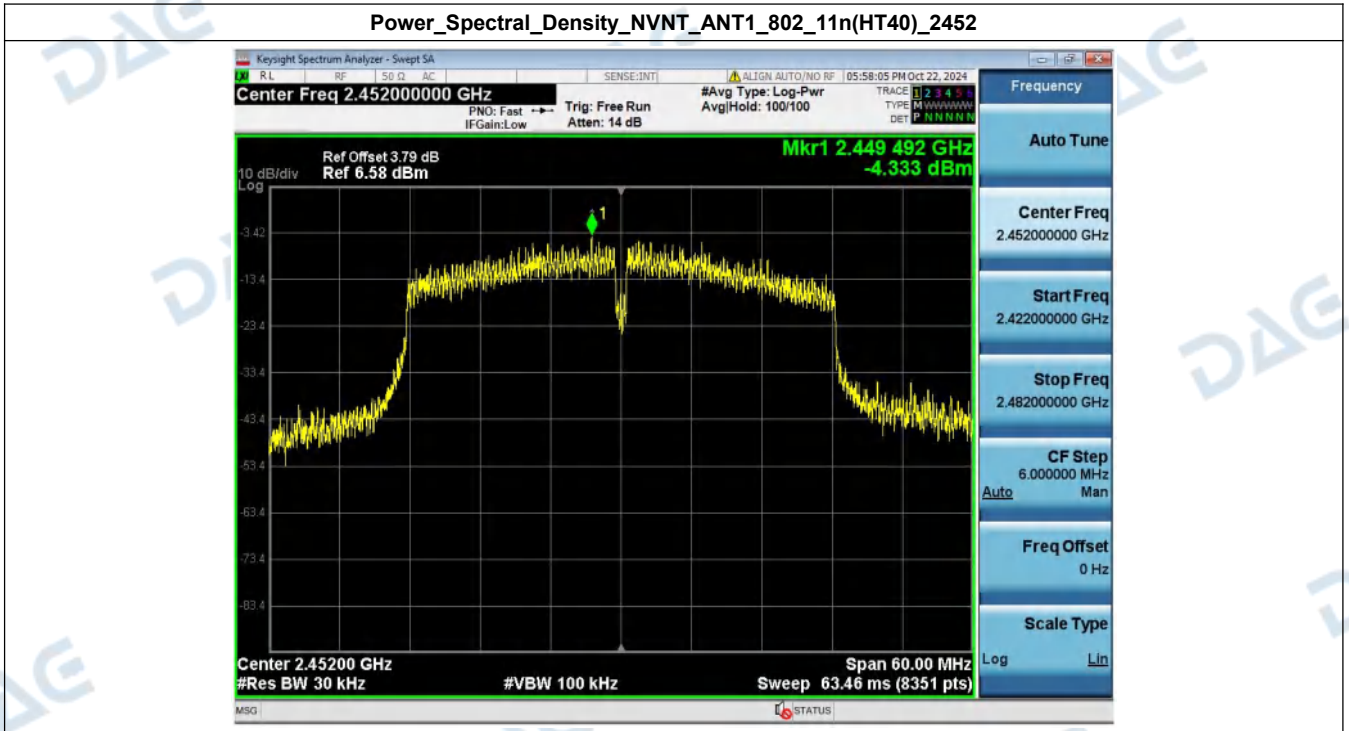 Power_Spectral_Density_NVNT_ANT1_802_11n(HT40)_2452
Keysight Spectrum Analyzer - Swept SA
RL RF 50 Ω AC SENSE:INT ALIGN AUTO/NO RF 05:58:05 PM Oct 22, 2024
Center Freq 2.452000000 GHz
PNO: Fast
IFGain:Low
Trig: Free Run
Atten: 14 dB
#Avg Type: Log-Pwr
Avg|Hold: 100/100
TRACE 1 2 3 4 5 6
TYPE M WWWWW
DET P N N N N N
Mkr1 2.449 492 GHz
-4.333 dBm
Ref Offset 3.79 dB
10 dB/div Ref 6.58 dBm
Log
1
-3.42
-13.4
-23.4
-33.4
-43.4
-53.4
-63.4
-73.4
-83.4
Center 2.45200 GHz Span 60.00 MHz
#Res BW 30 kHz #VBW 100 kHz Sweep 63.46 ms (8351 pts)
MSG STATUS
Frequency
Auto Tune
Center Freq
2.452000000 GHz
Start Freq
2.422000000 GHz
Stop Freq
2.482000000 GHz
CF Step
6.000000 MHz
Auto Man
Freq Offset
0 Hz
Scale Type
Log Lin
DAG
DAG
DAG
DAG